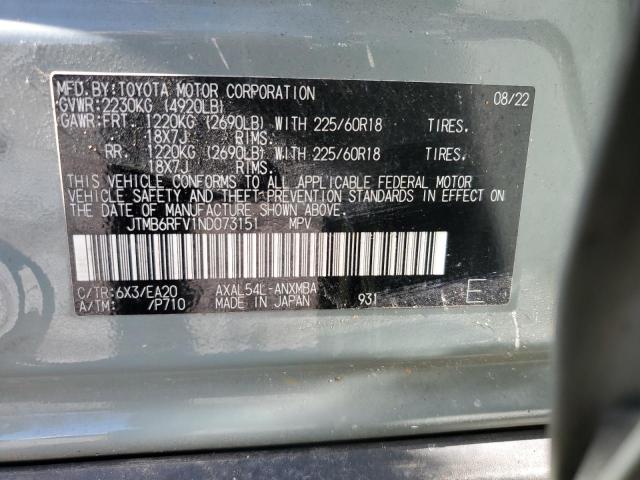 MFD.BY:TOYOTA MOTOR CORPORATION 08/22
GVWR:2230KG (4920LB)
GAWR:FRT 1220KG (2690LB) WITH 225/60R18 TIRES.
18X7J RIMS.
RR 1220KG (2690LB) WITH 225/60R18 TIRES.
18X7J RIMS.
THIS VEHICLE CONFORMS TO ALL APPLICABLE FEDERAL MOTOR
VEHICLE SAFETY AND THEFT PREVENTION STANDARDS IN EFFECT ON
THE DATE OF MANUFACTURE SHOWN ABOVE.
JTMB6RFV1ND073151 MPV
C/TR:6X3/EA20 AXAL54L-ANXMBA 931 E
A/TM: /P710 MADE IN JAPAN